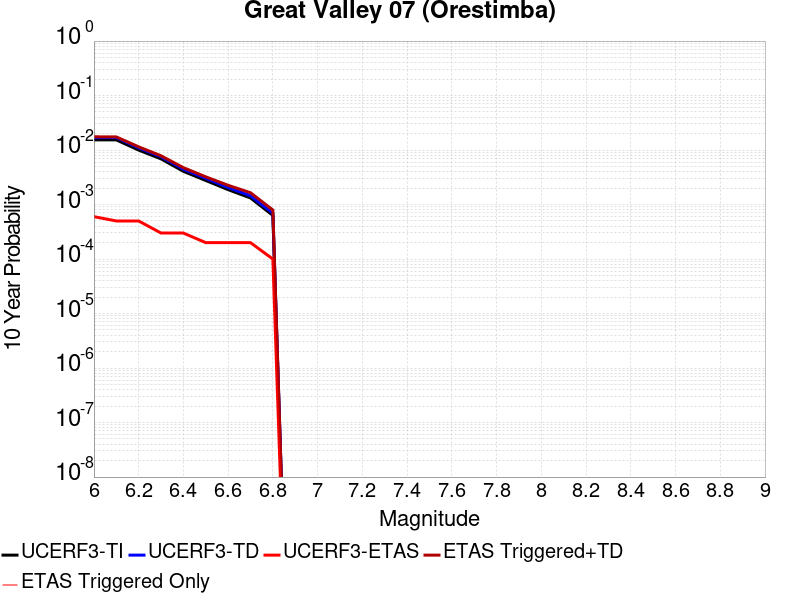 Great Valley 07 (Orestimba)
10 Year Probability
10^0
10^-1
10^-2
10^-3
10^-4
10^-5
10^-6
10^-7
10^-8
6 6.2 6.4 6.6 6.8 7 7.2 7.4 7.6 7.8 8 8.2 8.4 8.6 8.8 9
Magnitude
UCERF3-TI UCERF3-TD UCERF3-ETAS ETAS Triggered+TD
ETAS Triggered Only